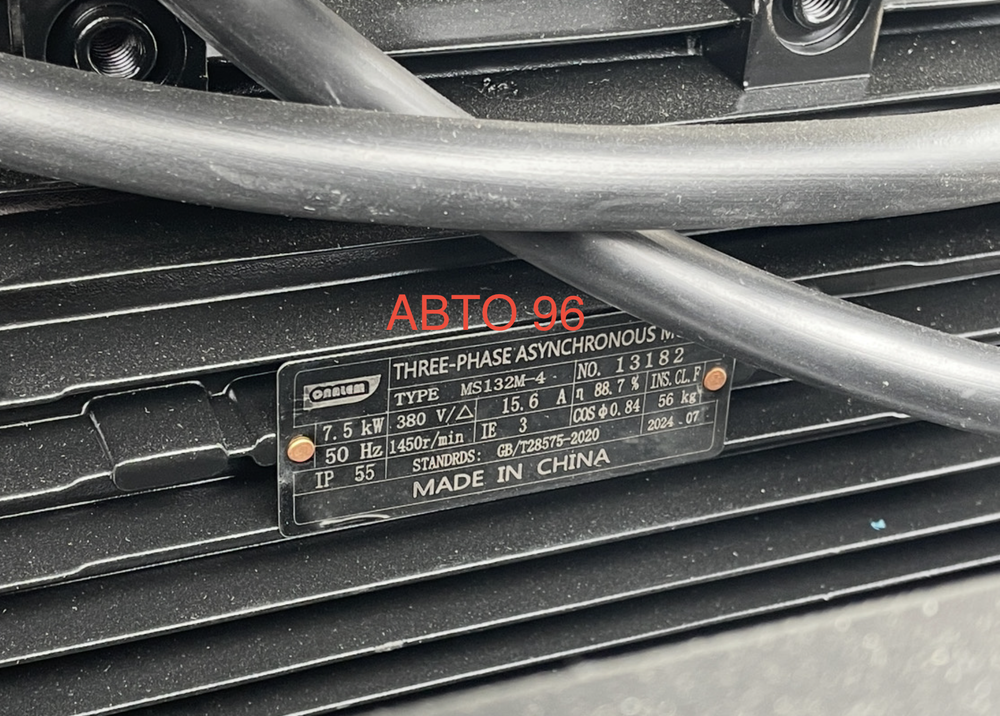 АВТО 96
THREE-PHASE ASYNCHRONOUS
TYPE MS132M-4 NO. 13182
7.5 kW 380 V/△ 15.6 A η 88.7% INS.CL.F
50 Hz 1450r/min IE 3 COSφ0.84 56 kg
IP 55 STANDRDS: GB/T28575-2020 2024.07
MADE IN CHINA